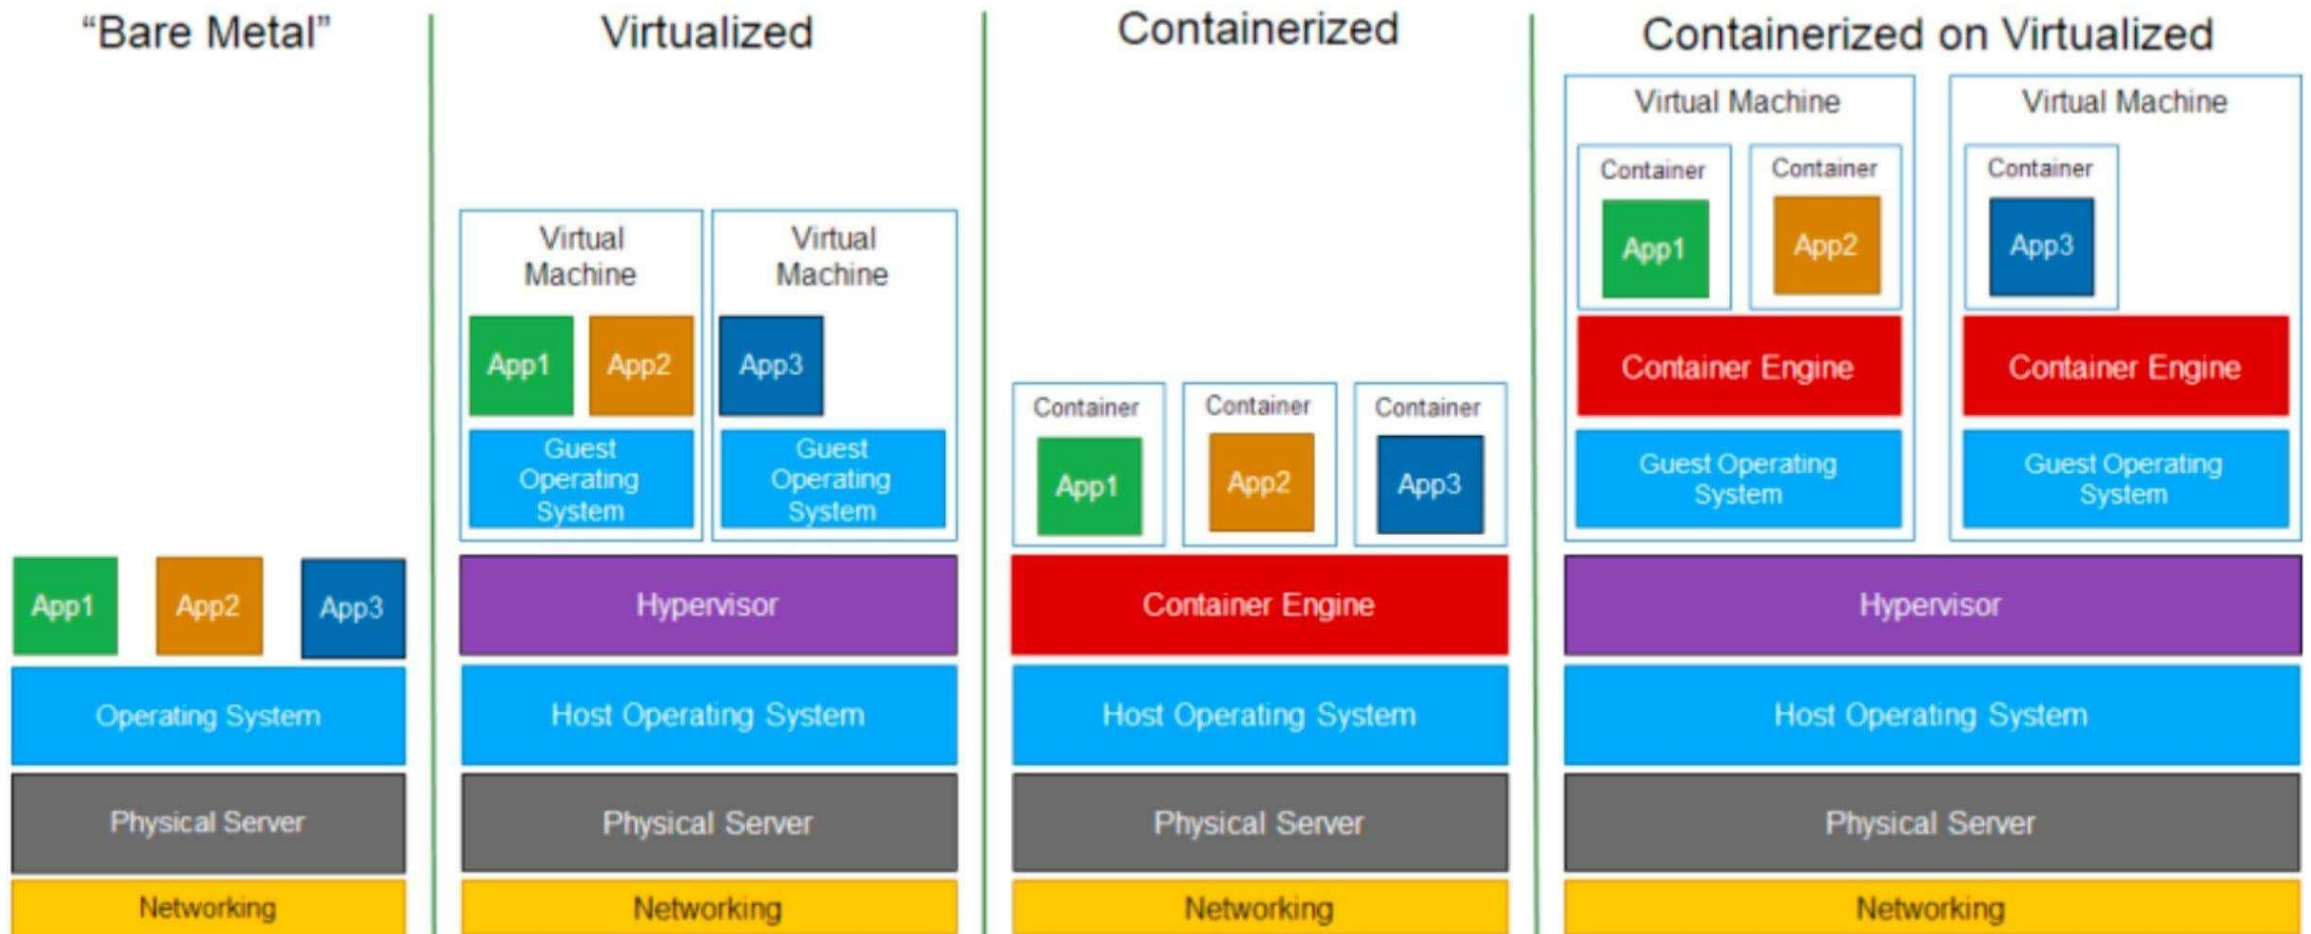 “Bare Metal”
App1
App2
App3
Operating System
Physical Server
Networking
Virtualized
Virtual
Machine
App1
App2
Guest
Operating
System
Virtual
Machine
App3
Guest
Operating
System
Hypervisor
Host Operating System
Physical Server
Networking
Containerized
Container
App1
Container
App2
Container
App3
Container Engine
Host Operating System
Physical Server
Networking
Containerized on Virtualized
Virtual Machine
Container
App1
Container
App2
Container Engine
Guest Operating
System
Virtual Machine
Container
App3
Container Engine
Guest Operating
System
Hypervisor
Host Operating System
Physical Server
Networking